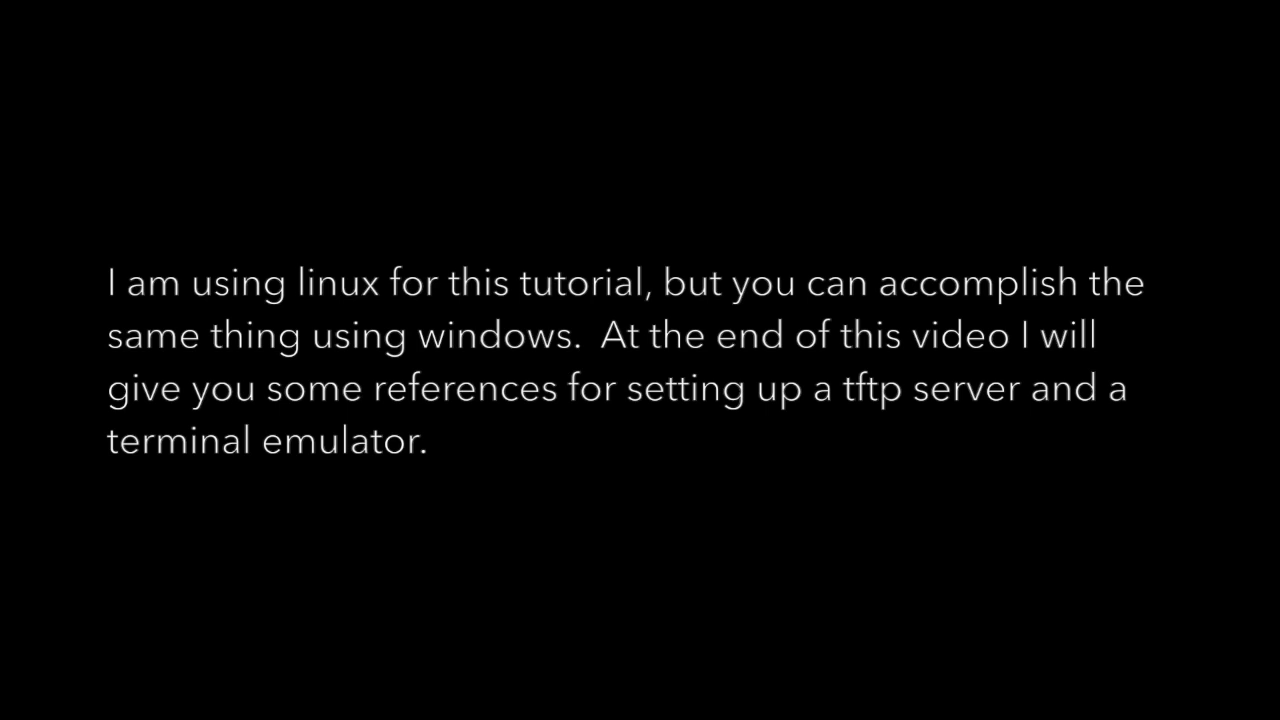 I am using linux for this tutorial, but you can accomplish the
same thing using windows.  At the end of this video I will
give you some references for setting up a tftp server and a
terminal emulator.